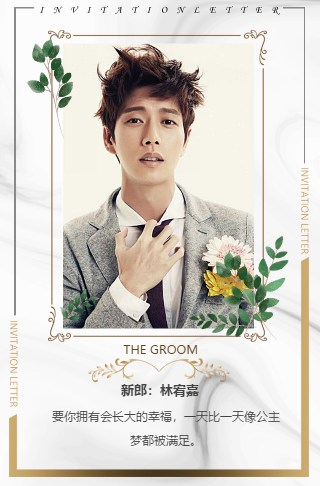 INVITATIONLETTER
INVITATION LETTER
INVITATION LETTER
THE GROOM
新郎：林宥嘉
要你拥有会长大的幸福，一天比一天像公主
梦都被满足。